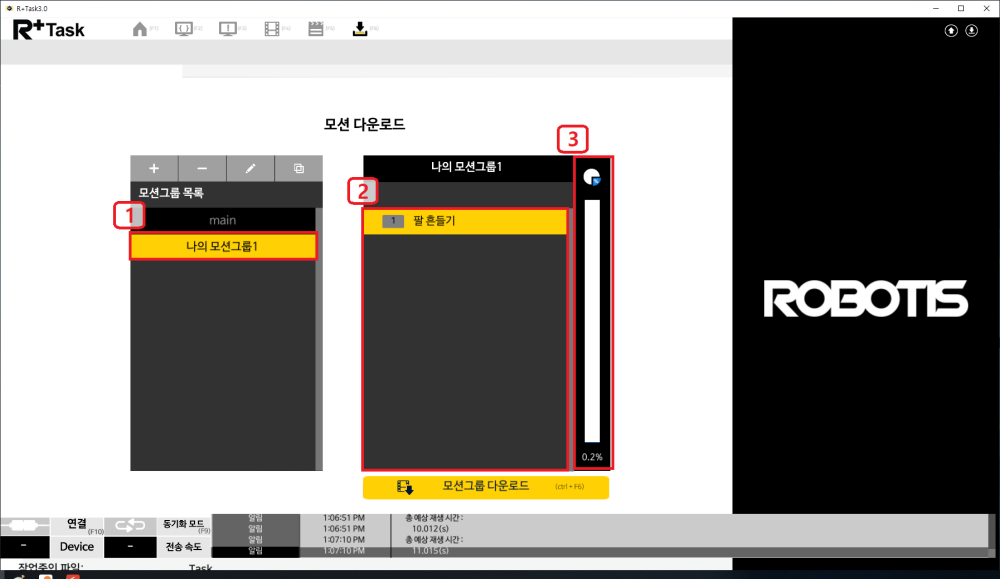 R+Task3.0
R+Task
(F1)
(F2)
(F3)
(F4)
(F5)
(F6)
모션 다운로드
3
나의 모션그룹1
모션그룹 목록
2
1
main
1 팔 흔들기
나의 모션그룹1
ROBOTIS
0.2%
모션그룹 다운로드 (ctrl + F6)
연결 (F10)
동기화 모드 (F9)
알림 1:06:51 PM 총 예상 재생 시간 :
알림 1:06:51 PM 10.012(s)
알림 1:07:10 PM 총 예상 재생 시간 :
알림 1:07:10 PM 11.015(s)
- Device - 전송 속도
작업중인 파일: Task